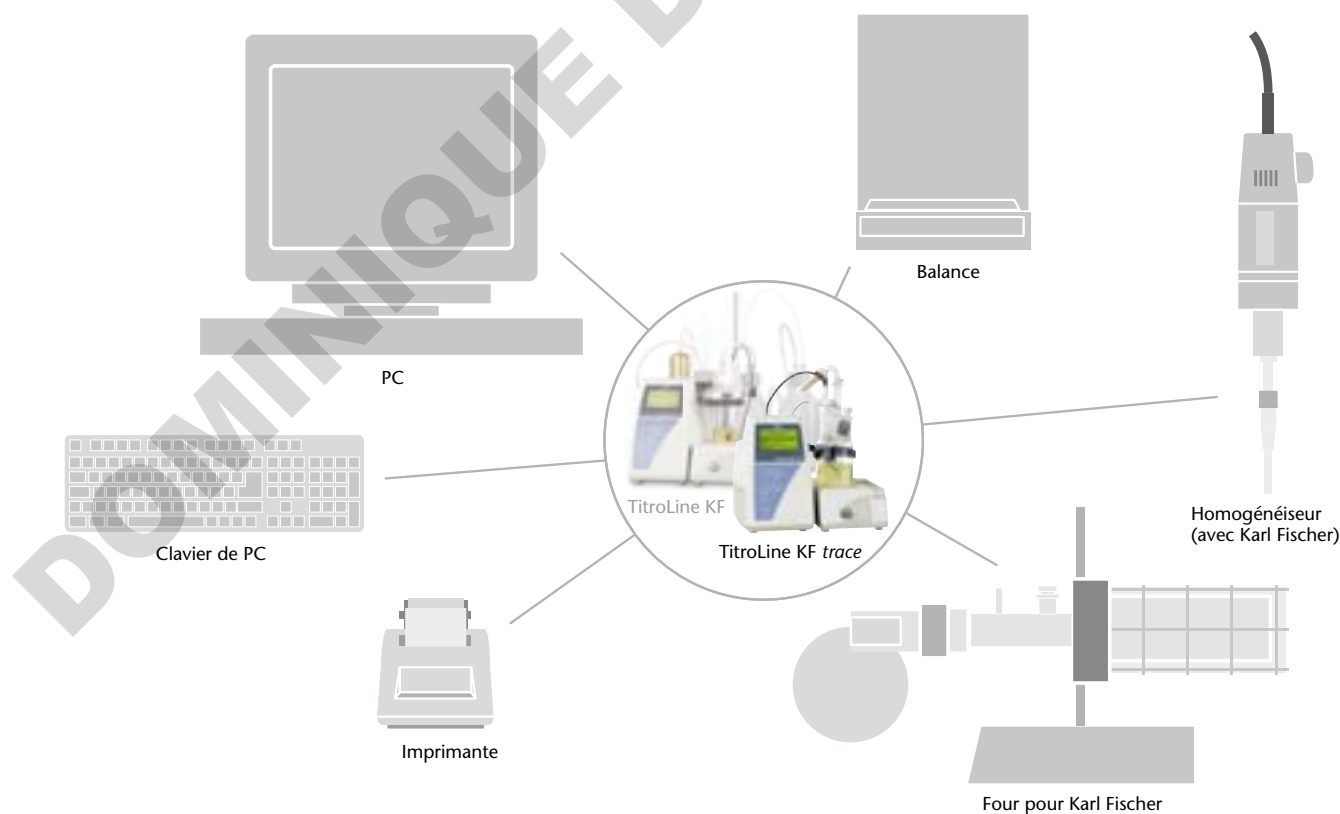 DOMINIQUE D
PC
Balance
Clavier de PC
TitroLine KF
TitroLine KF trace
Homogénéiseur
(avec Karl Fischer)
Imprimante
Four pour Karl Fischer